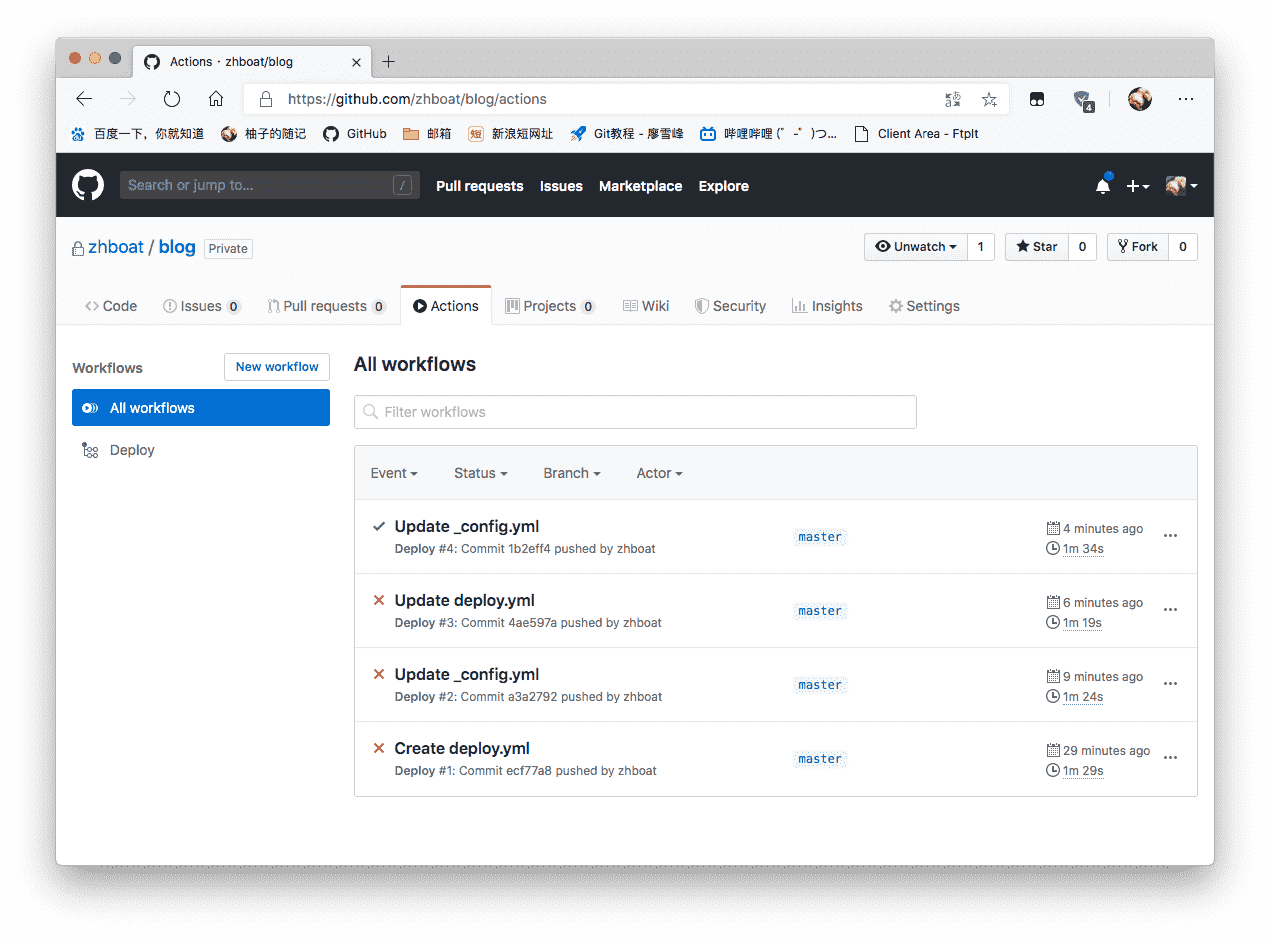 Actions · zhboat/blog
https://github.com/zhboat/blog/actions
4
百度一下，你就知道 柚子的随记 GitHub 邮箱 短 新浪短网址 Git教程 - 廖雪峰 哔哩哔哩 (゜-゜)つ... Client Area - Ftplt
Search or jump to... / Pull requests Issues Marketplace Explore
zhboat / blog Private Unwatch 1 Star 0 Fork 0
Code Issues 0 Pull requests 0 Actions Projects 0 Wiki Security Insights Settings
Workflows New workflow
All workflows
Deploy
All workflows
Filter workflows
Event Status Branch Actor
Update _config.yml
Deploy #4: Commit 1b2eff4 pushed by zhboat
master
4 minutes ago
1m 34s
Update deploy.yml
Deploy #3: Commit 4ae597a pushed by zhboat
master
6 minutes ago
1m 19s
Update _config.yml
Deploy #2: Commit a3a2792 pushed by zhboat
master
9 minutes ago
1m 24s
Create deploy.yml
Deploy #1: Commit ecf77a8 pushed by zhboat
master
29 minutes ago
1m 29s